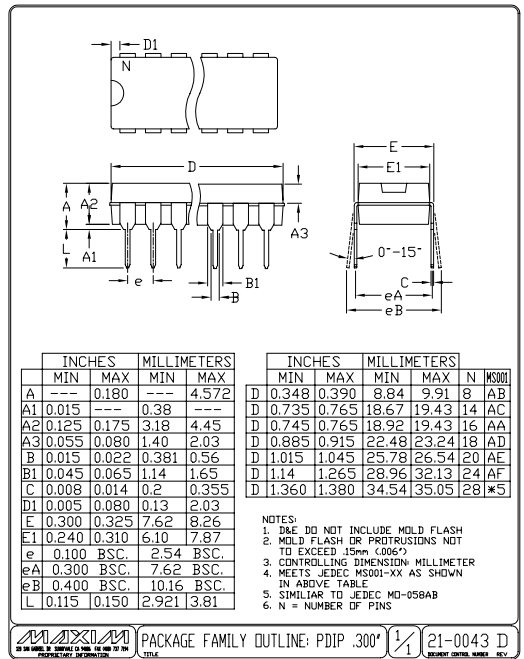 D1
N
E
D
E1
A
A2
A3
L
A1
0°-15°
e
B1
B
C
eA
eB
INCHES MILLIMETERS
MIN MAX MIN MAX
A --- 0.180 --- 4.572
A1 0.015 --- 0.38 ---
A2 0.125 0.175 3.18 4.45
A3 0.055 0.080 1.40 2.03
B 0.015 0.022 0.381 0.56
B1 0.045 0.065 1.14 1.65
C 0.008 0.014 0.2 0.355
D1 0.005 0.080 0.13 2.03
E 0.300 0.325 7.62 8.26
E1 0.240 0.310 6.10 7.87
e 0.100 BSC. 2.54 BSC.
eA 0.300 BSC. 7.62 BSC.
eB 0.400 BSC. 10.16 BSC.
L 0.115 0.150 2.921 3.81
INCHES MILLIMETERS
MIN MAX MIN MAX N MS001
D 0.348 0.390 8.84 9.91 8 AB
D 0.735 0.765 18.67 19.43 14 AC
D 0.745 0.765 18.92 19.43 16 AA
D 0.885 0.915 22.48 23.24 18 AD
D 1.015 1.045 25.78 26.54 20 AE
D 1.14 1.265 28.96 32.13 24 AF
D 1.360 1.380 34.54 35.05 28 *5
NOTES:
1. D&E DO NOT INCLUDE MOLD FLASH
2. MOLD FLASH OR PROTRUSIONS NOT
TO EXCEED .15mm (.006")
3. CONTROLLING DIMENSION: MILLIMETER
4. MEETS JEDEC MS001-XX AS SHOWN
IN ABOVE TABLE
5. SIMILIAR TO JEDEC MO-058AB
6. N = NUMBER OF PINS
MAXIM
PROPRIETARY INFORMATION
PACKAGE FAMILY OUTLINE: PDIP .300"
TITLE
1/1
21-0043 D
DOCUMENT CONTROL NUMBER REV